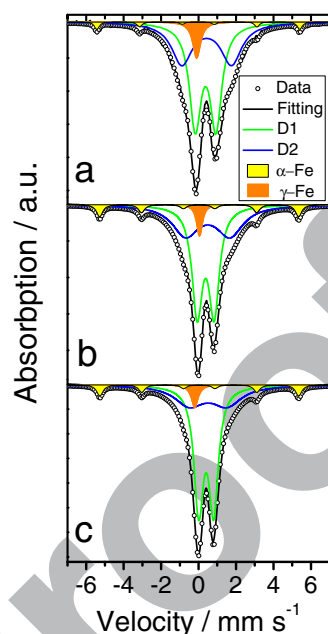 a
Data
Fitting
D1
D2
α–Fe
γ–Fe
b
c
Absorbption / a.u.
-6 -4 -2 0 2 4 6
Velocity / mm s⁻¹